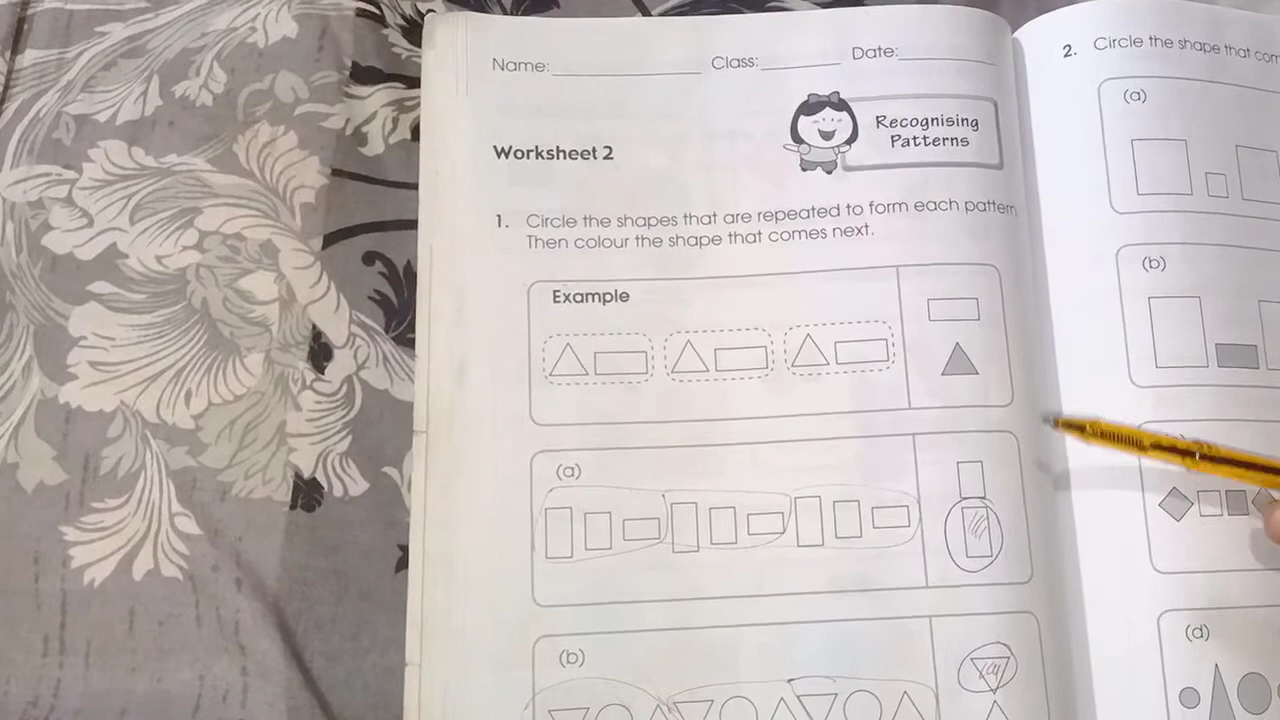 Name:
Class:
Date:
Recognising
Patterns
Worksheet 2
1. Circle the shapes that are repeated to form each pattern
Then colour the shape that comes next.
Example
(a)
(b)
2. Circle the shape that com
(a)
(b)
(d)